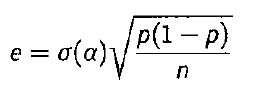 e = σ(α)√(p(1 − p)/n)